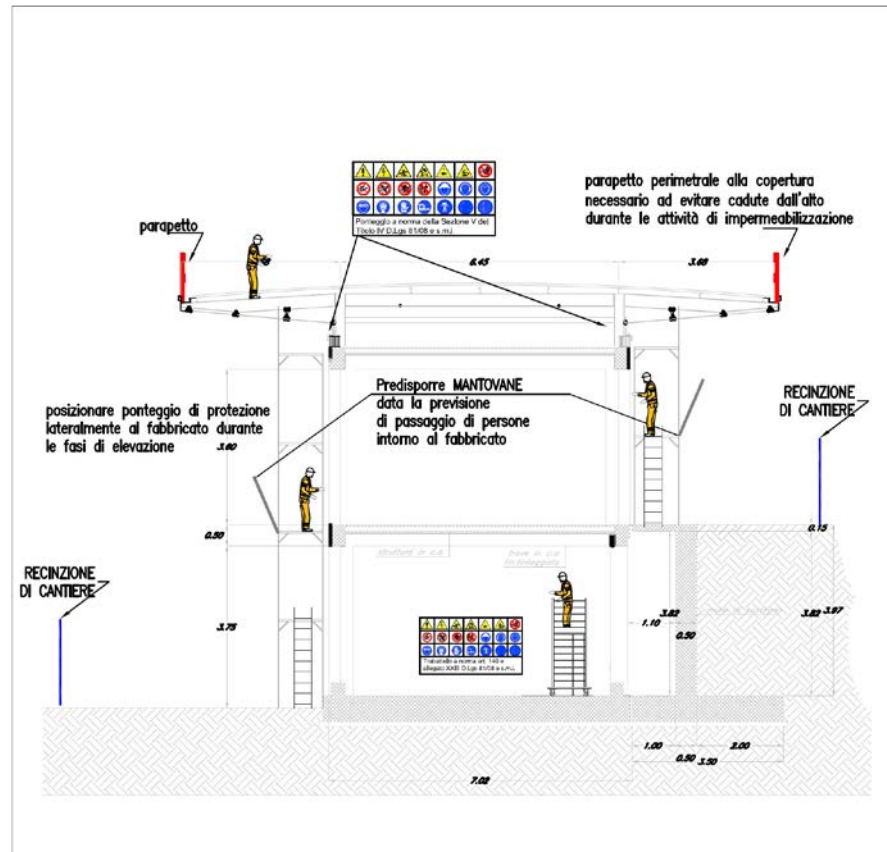 parapetto
Ponteggio a norma della Sezione V del
Titolo IV D.Lgs 81/08 e s.m.i.
parapetto perimetrale alla copertura
necessario ad evitare cadute dall'alto
durante le attività di impermeabilizzazione
6.45
3.68
posizionare ponteggio di protezione
lateralmente al fabbricato durante
le fasi di elevazione
Predisporre MANTOVANE
data la previsione
di passaggio di persone
intorno al fabbricato
RECINZIONE
DI CANTIERE
3.60
0.50
0.15
struttura in c.a.
trave in c.a.
RECINZIONE
DI CANTIERE
3.75
Trabattello a norma art. 140 e
allegato XXIII D.Lgs 81/08 e s.m.i.
3.82
1.10
0.50
3.82
3.97
1.00
2.00
0.50
3.50
7.02